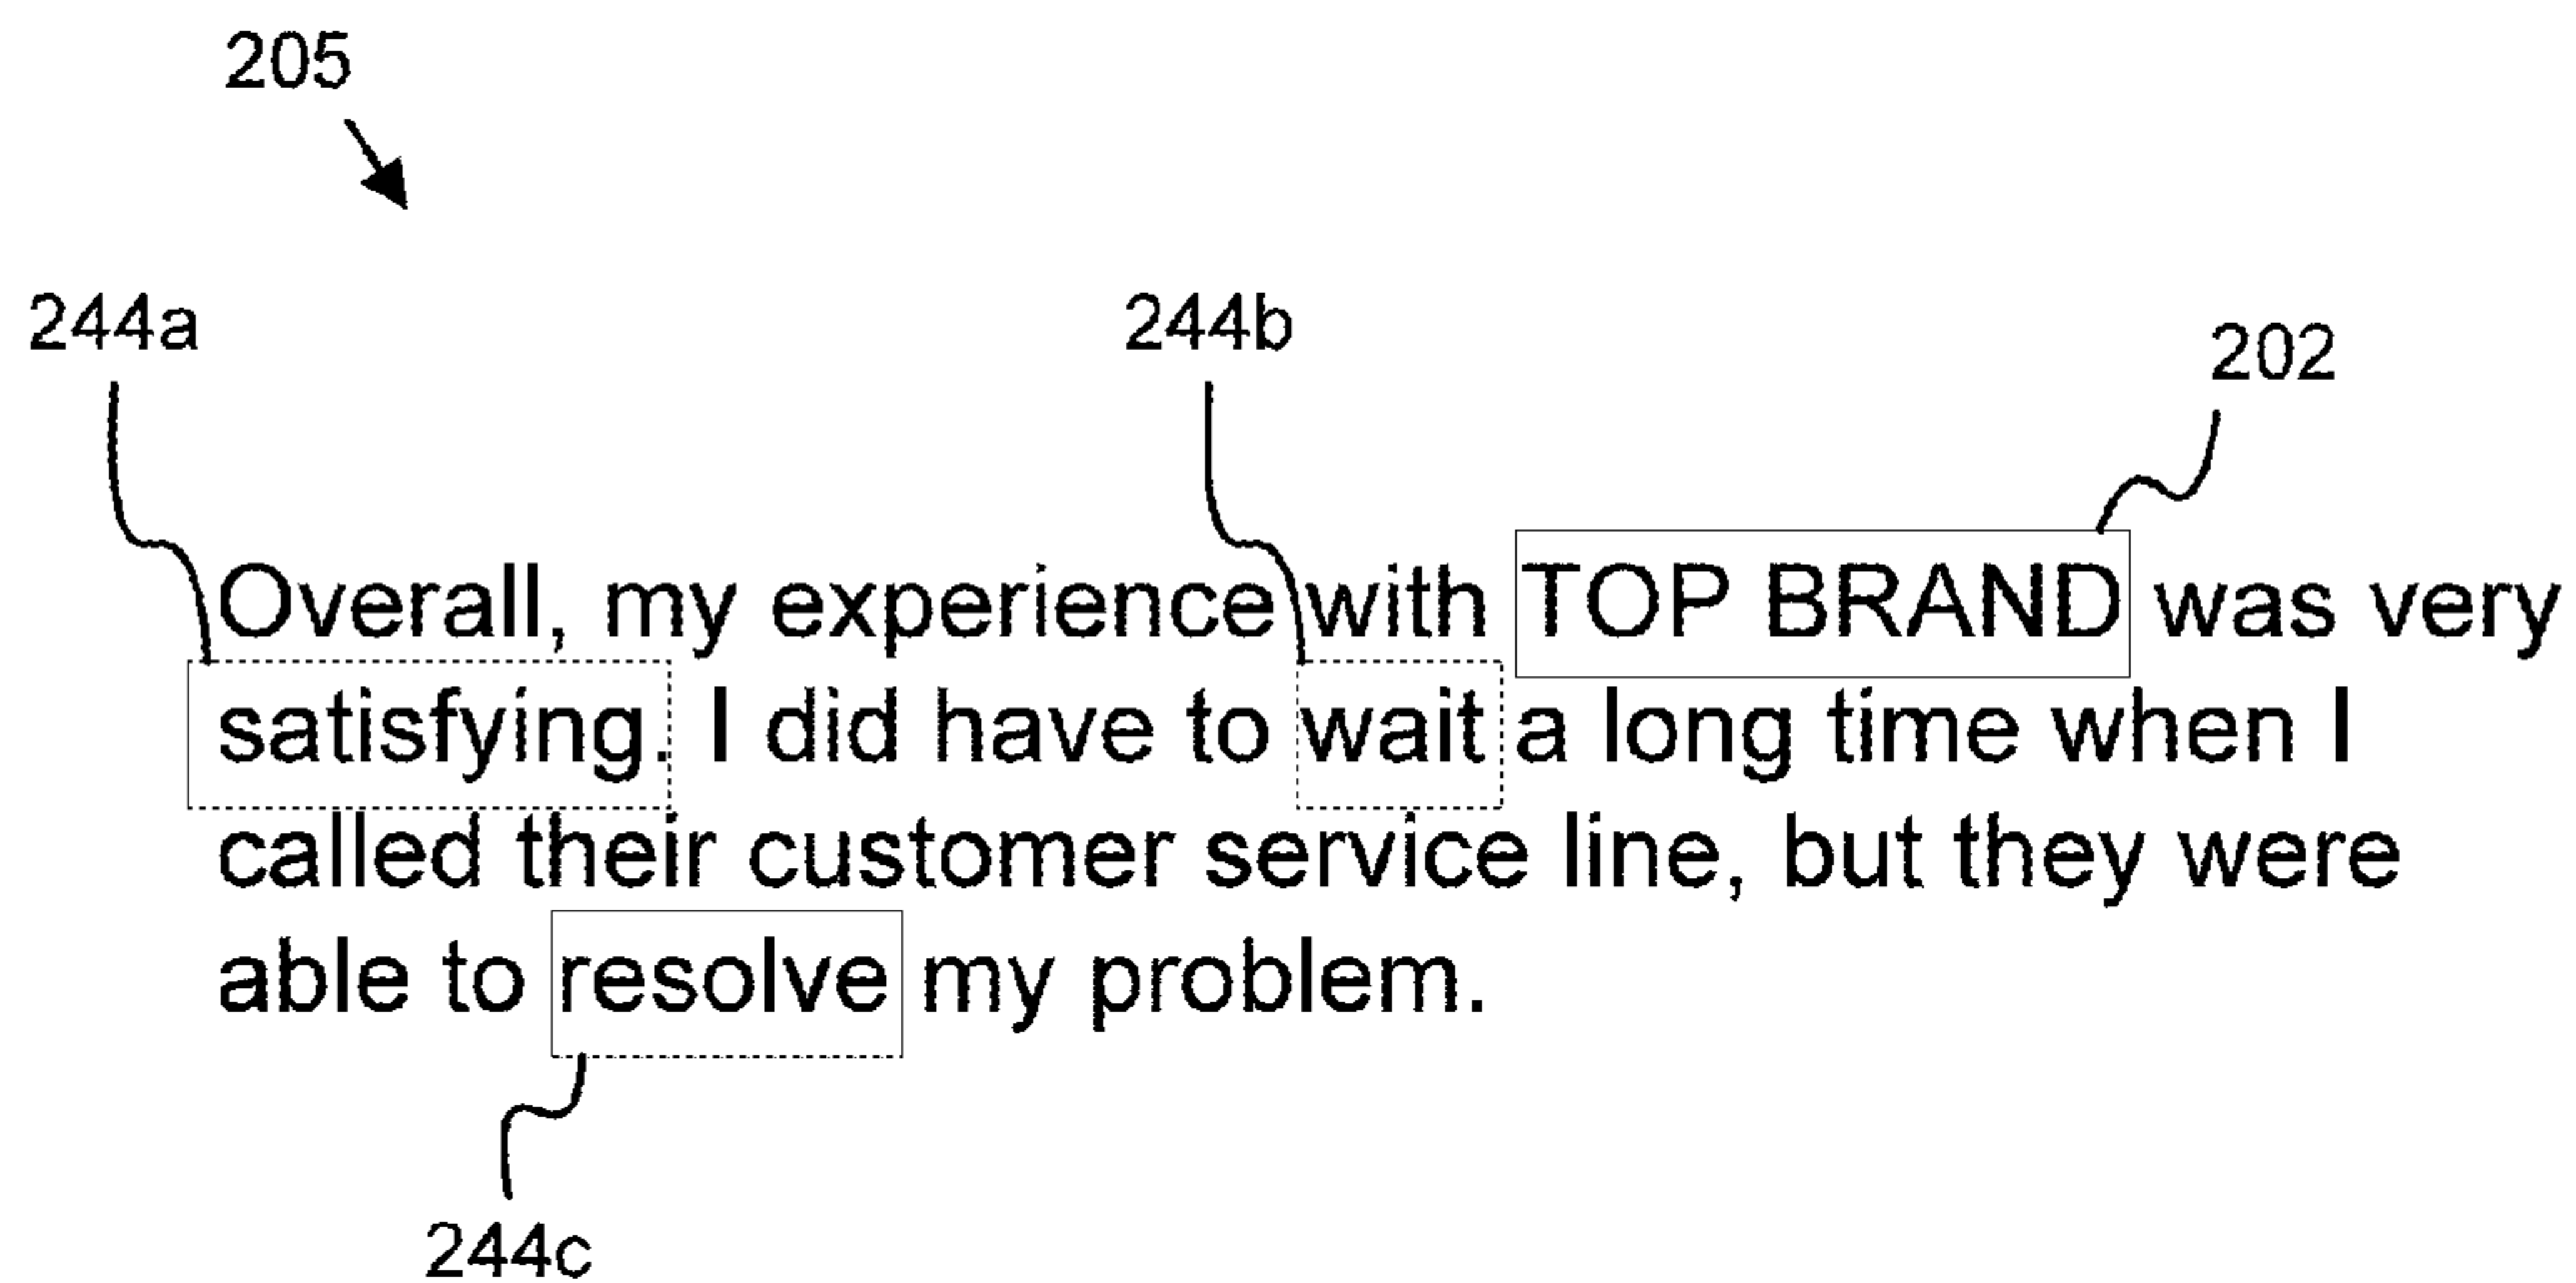 205
244a
244b
202
Overall, my experience with TOP BRAND was very
satisfying. I did have to wait a long time when I
called their customer service line, but they were
able to resolve my problem.
244c